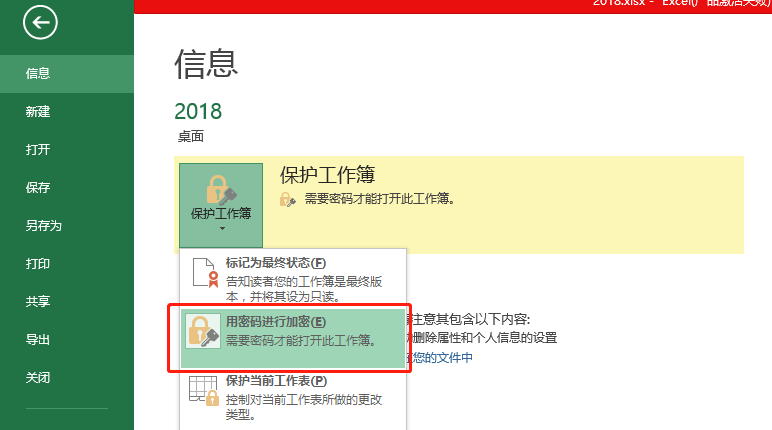 2018.xlsx - Excel(产品激活失败)
信息
信息
新建
打开
保存
另存为
打印
共享
导出
关闭
2018
桌面
保护工作簿
保护工作簿
需要密码才能打开此工作簿。
标记为最终状态(F)
告知读者您的工作簿是最终版
本，并将其设为只读。
用密码进行加密(E)
需要密码才能打开此工作簿。
保护当前工作表(P)
控制对当前工作表所做的更改
类型。
注意其包含以下内容:
删除属性和个人信息的设置
您的文件中